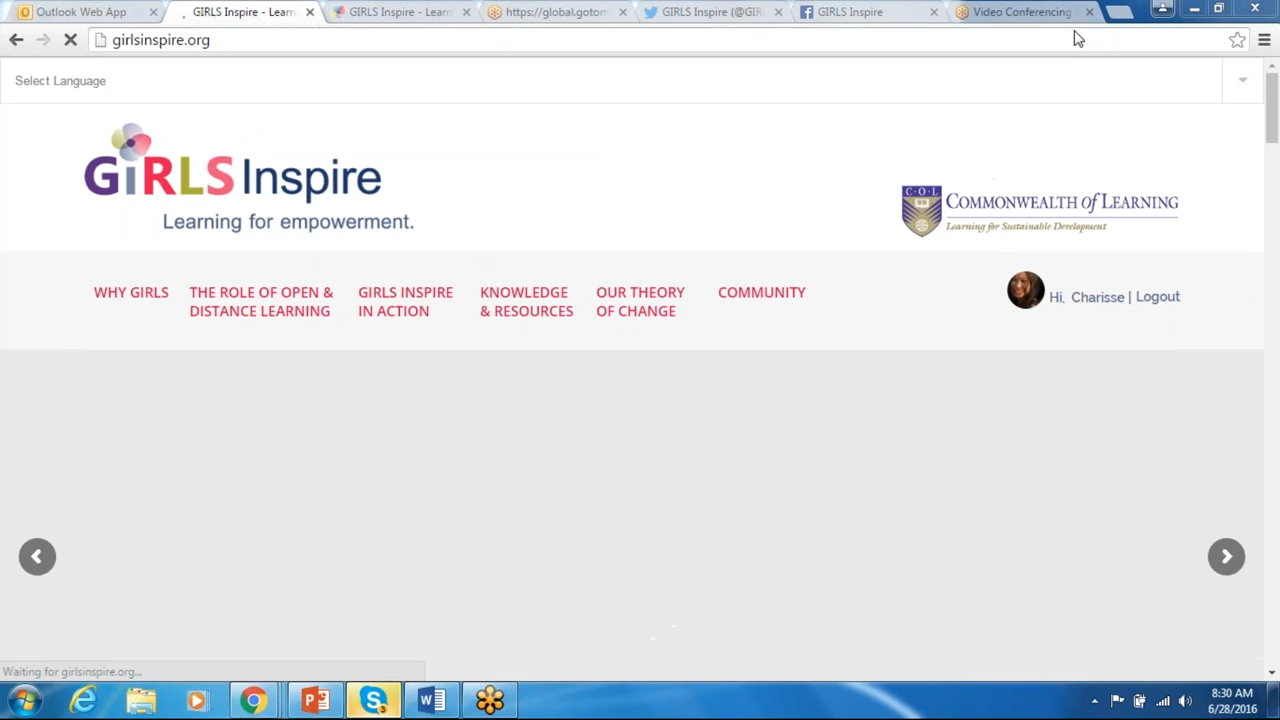 Outlook Web App
GIRLS Inspire - Learn
GIRLS Inspire - Learn
https://global.gotom
GIRLS Inspire (@GIR
GIRLS Inspire
Video Conferencing
girlsinspire.org
Select Language
GiRLS Inspire
Learning for empowerment.
C·O·L
COMMONWEALTH of LEARNING
Learning for Sustainable Development
WHY GIRLS
THE ROLE OF OPEN &
DISTANCE LEARNING
GIRLS INSPIRE
IN ACTION
KNOWLEDGE
& RESOURCES
OUR THEORY
OF CHANGE
COMMUNITY
Hi, Charisse | Logout
Waiting for girlsinspire.org...
8:30 AM
6/28/2016